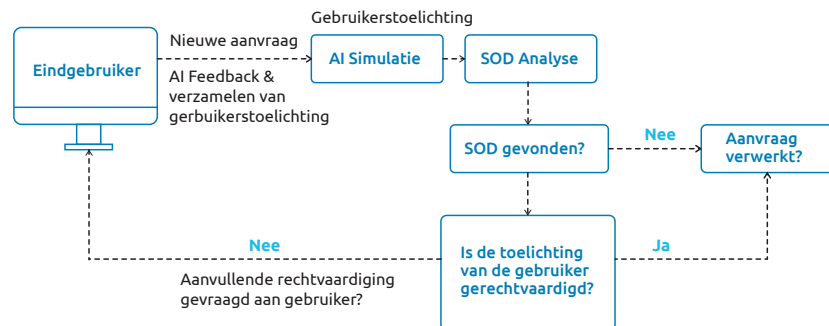 Gebruikerstoelichting
Nieuwe aanvraag
Eindgebruiker
AI Simulatie
SOD Analyse
AI Feedback &
verzamelen van
gerbuikerstoelichting
SOD gevonden?
Nee
Aanvraag
verwerkt?
Nee
Is de toelichting
van de gebruiker
gerechtvaardigd?
Ja
Aanvullende rechtvaardiging
gevraagd aan gebruiker?